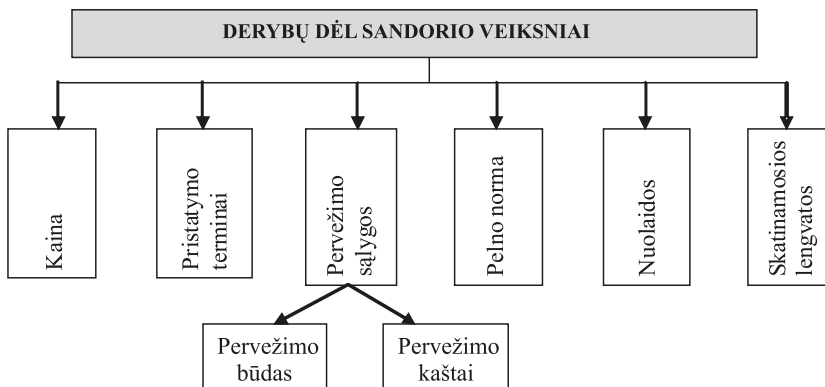 DERYBŲ DĖL SANDORIO VEIKSNIAI
Kaina
Pristatymo
terminai
Pervežimo
sąlygos
Pelno norma
Nuolaidos
Skatinamosios
lengvatos
Pervežimo
būdas
Pervežimo
kaštai